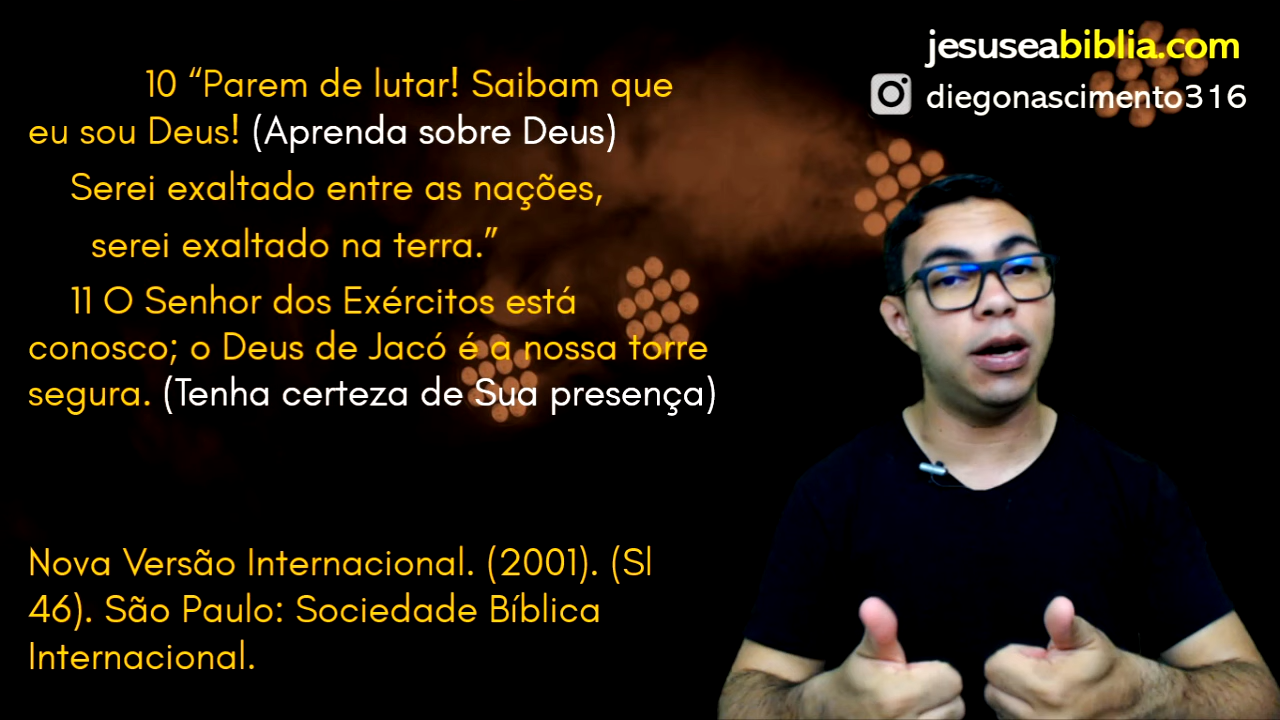 jesuseabiblia.com
diegonascimento316
10 “Parem de lutar! Saibam que
eu sou Deus! (Aprenda sobre Deus)
Serei exaltado entre as nações,
serei exaltado na terra.”
11 O Senhor dos Exércitos está
conosco; o Deus de Jacó é a nossa torre
segura. (Tenha certeza de Sua presença)
Nova Versão Internacional. (2001). (Sl
46). São Paulo: Sociedade Bíblica
Internacional.